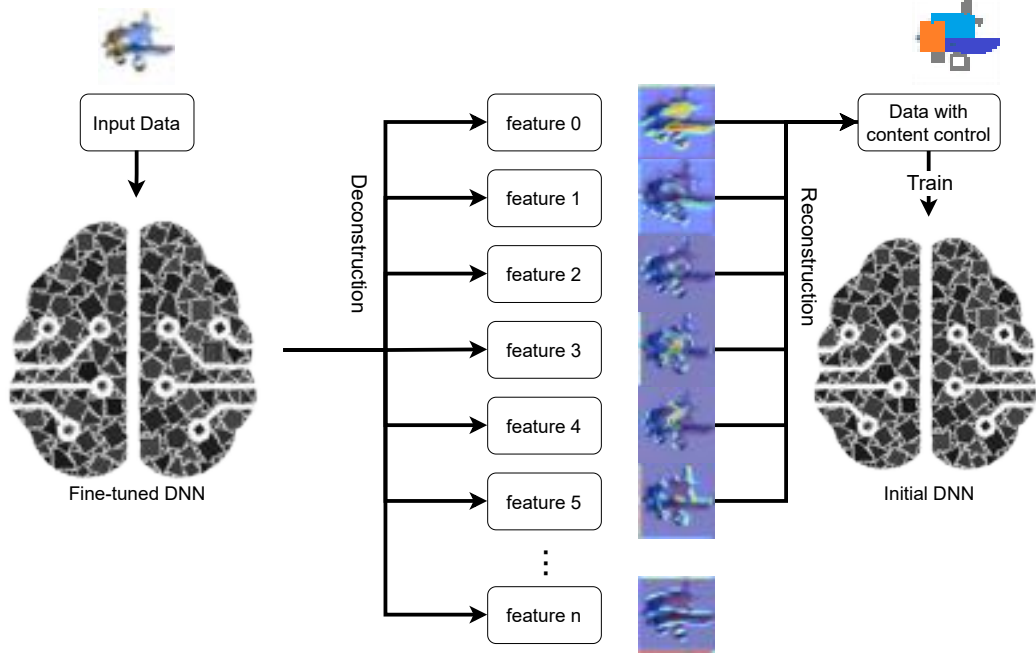 Input Data
Fine-tuned DNN
Deconstruction
feature 0
feature 1
feature 2
feature 3
feature 4
feature 5
⋮
feature n
Reconstruction
Data with
content control
Train
Initial DNN